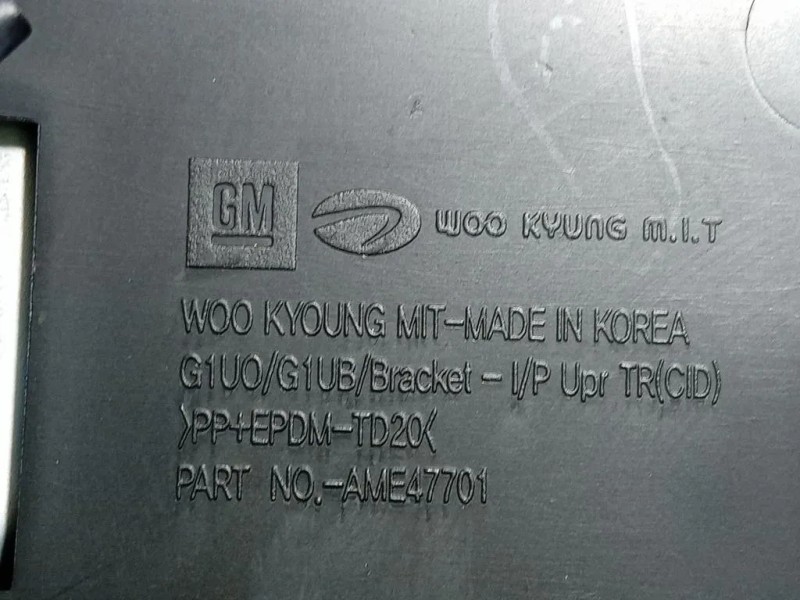 GM WOO KYUNG M.I.T
WOO KYOUNG MIT-MADE IN KOREA
G1UO/G1UB/Bracket - I/P Upr TR(CID)
>PP+EPDM-TD20<
PART NO.-AME47701